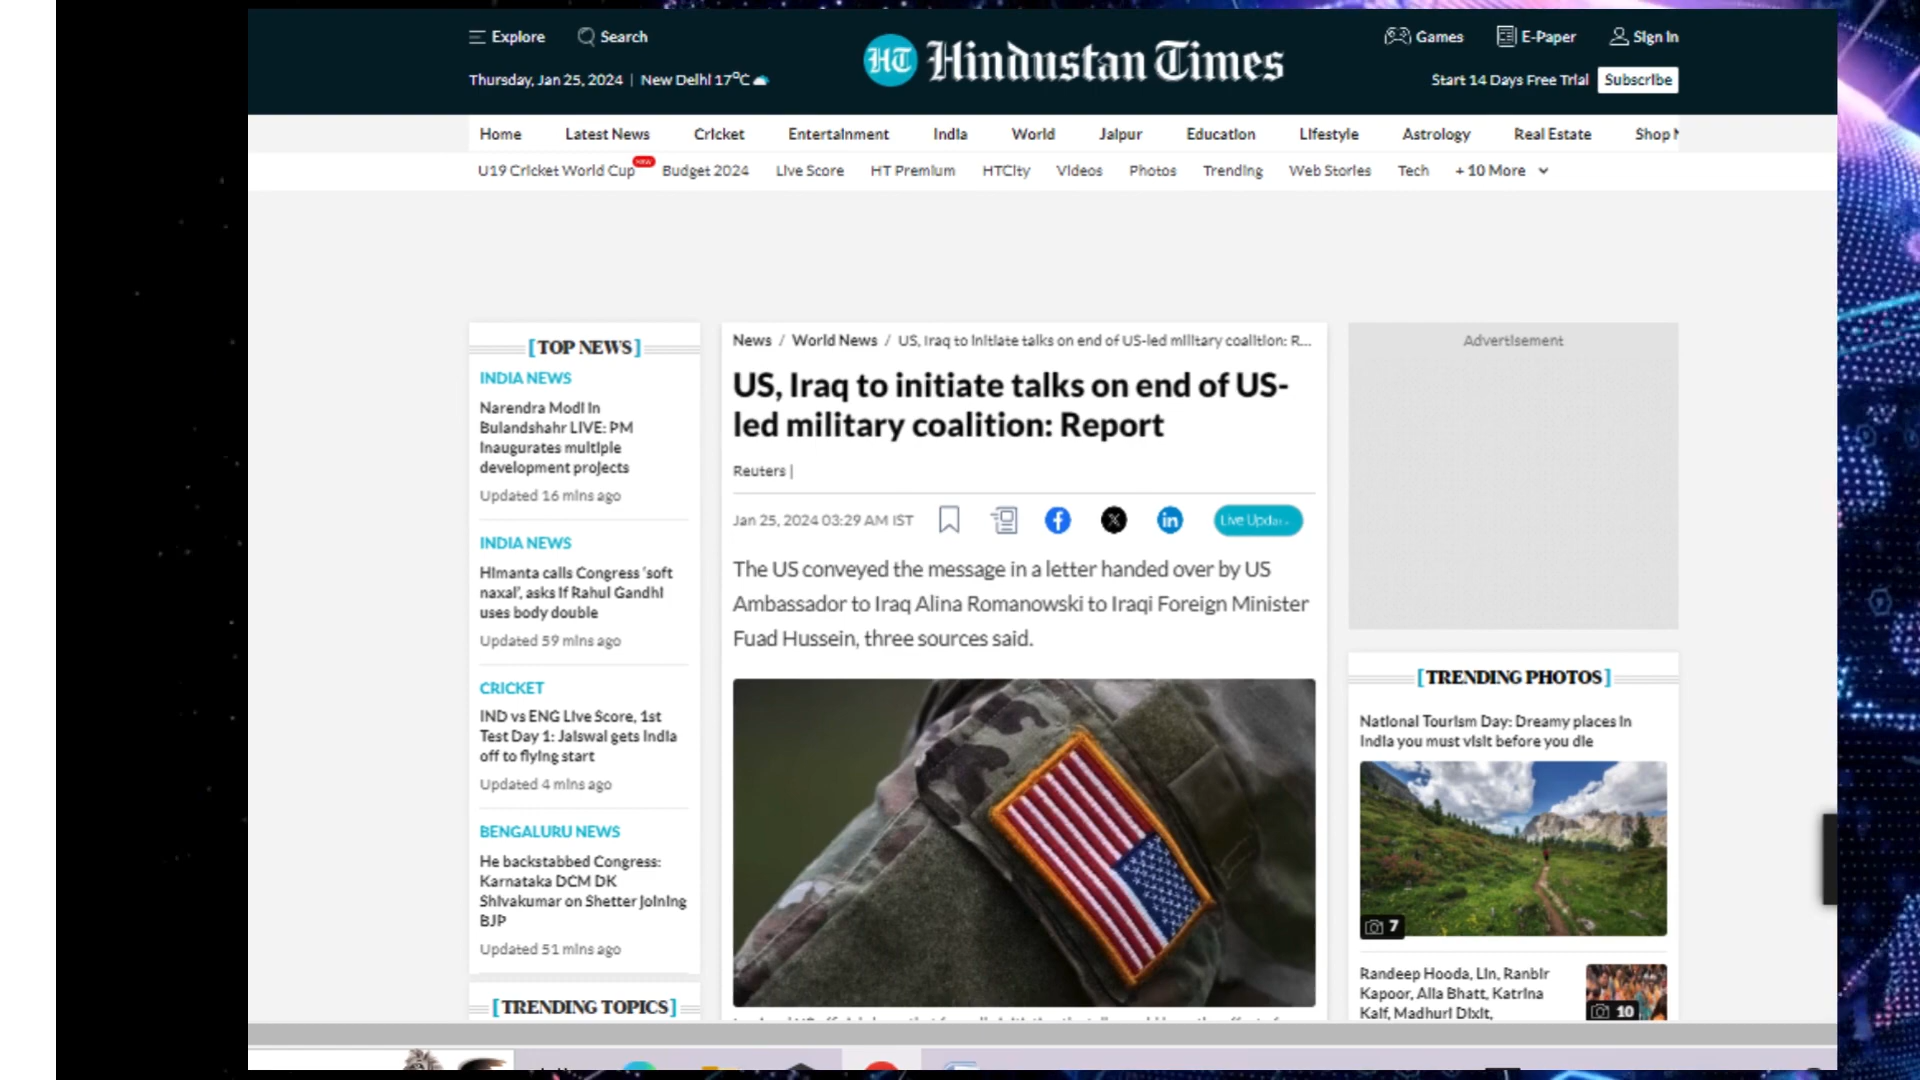 Explore
Search
HT Hindustan Times
Games
E-Paper
Sign In
Thursday, Jan 25, 2024 | New Delhi 17°C
Start 14 Days Free Trial
Subscribe
Home
Latest News
Cricket
Entertainment
India
World
Jaipur
Education
Lifestyle
Astrology
Real Estate
Shop
U19 Cricket World Cup
NEW
Budget 2024
Live Score
HT Premium
HTCity
Videos
Photos
Trending
Web Stories
Tech
+ 10 More
[TOP NEWS]
INDIA NEWS
Narendra Modi in
Bulandshahr LIVE: PM
inaugurates multiple
development projects
Updated 16 mins ago
INDIA NEWS
Himanta calls Congress 'soft
naxal', asks if Rahul Gandhi
uses body double
Updated 59 mins ago
CRICKET
IND vs ENG Live Score, 1st
Test Day 1: Jaiswal gets India
off to flying start
Updated 4 mins ago
BENGALURU NEWS
He backstabbed Congress:
Karnataka DCM DK
Shivakumar on Shetter joining
BJP
Updated 51 mins ago
[TRENDING TOPICS]
News / World News / US, Iraq to initiate talks on end of US-led military coalition: R...
US, Iraq to initiate talks on end of US-
led military coalition: Report
Reuters |
Jan 25, 2024 03:29 AM IST
Live Upda..
The US conveyed the message in a letter handed over by US
Ambassador to Iraq Alina Romanowski to Iraqi Foreign Minister
Fuad Hussein, three sources said.
Advertisement
[TRENDING PHOTOS]
National Tourism Day: Dreamy places in
India you must visit before you die
7
Randeep Hooda, Lin, Ranbir
Kapoor, Alia Bhatt, Katrina
Kaif, Madhuri Dixit,
10